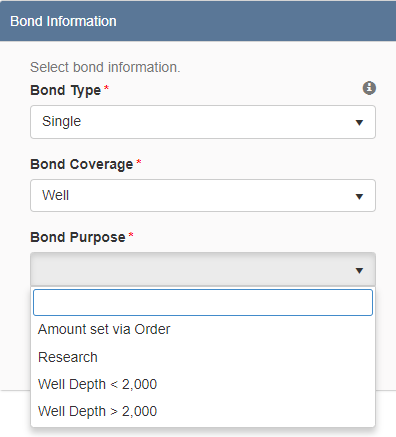 Bond Information
Select bond information.
Bond Type *
Single
Bond Coverage *
Well
Bond Purpose *
Amount set via Order
Research
Well Depth < 2,000
Well Depth > 2,000